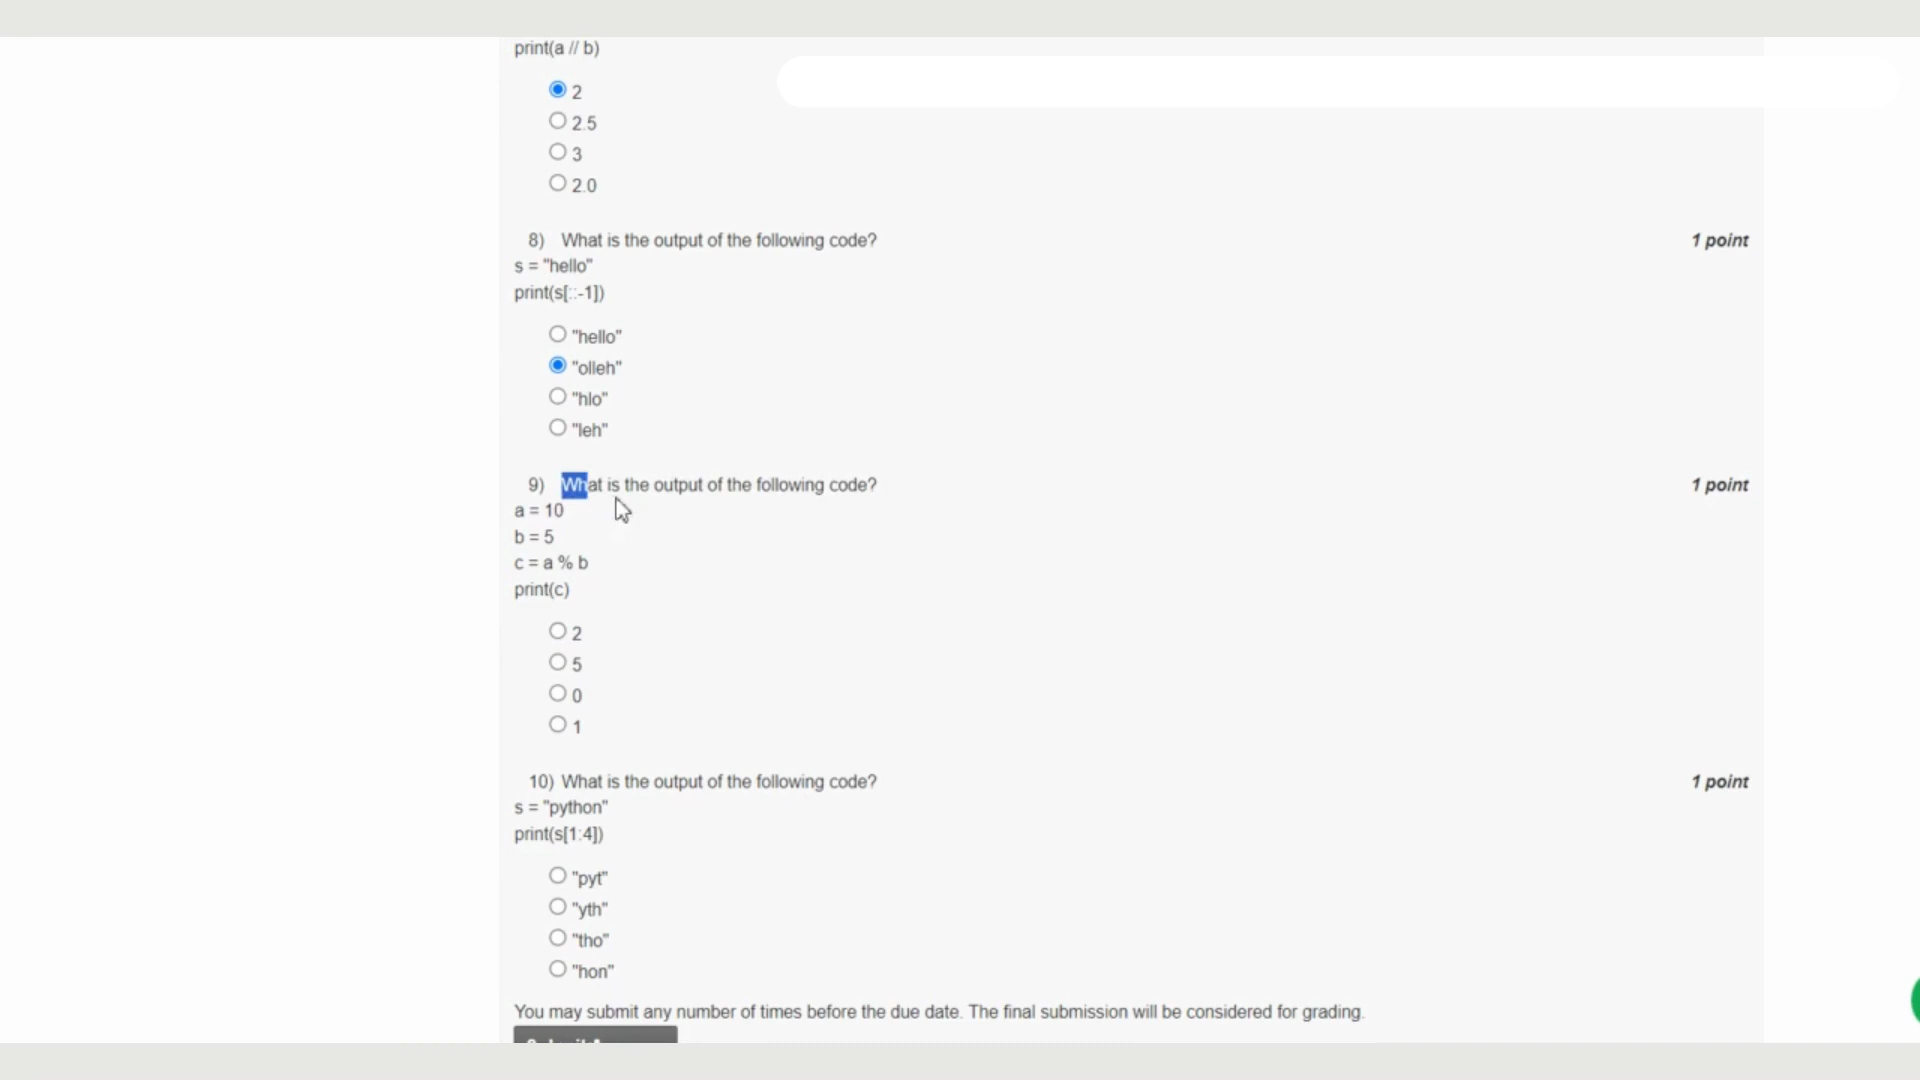 print(a // b)
2
2.5
3
2.0
8) What is the output of the following code? 1 point
s = "hello"
print(s[::-1])
"hello"
"olleh"
"hlo"
"leh"
9) What is the output of the following code? 1 point
a = 10
b = 5
c = a % b
print(c)
2
5
0
1
10) What is the output of the following code? 1 point
s = "python"
print(s[1:4])
"pyt"
"yth"
"tho"
"hon"
You may submit any number of times before the due date. The final submission will be considered for grading.